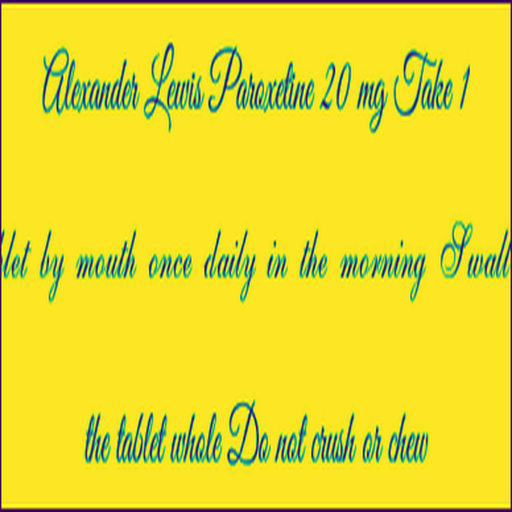 Alexander Lewis Paroxetine 20 mg Take 1
by mouth once daily in the morning
the tablet whole Do not crush or chew